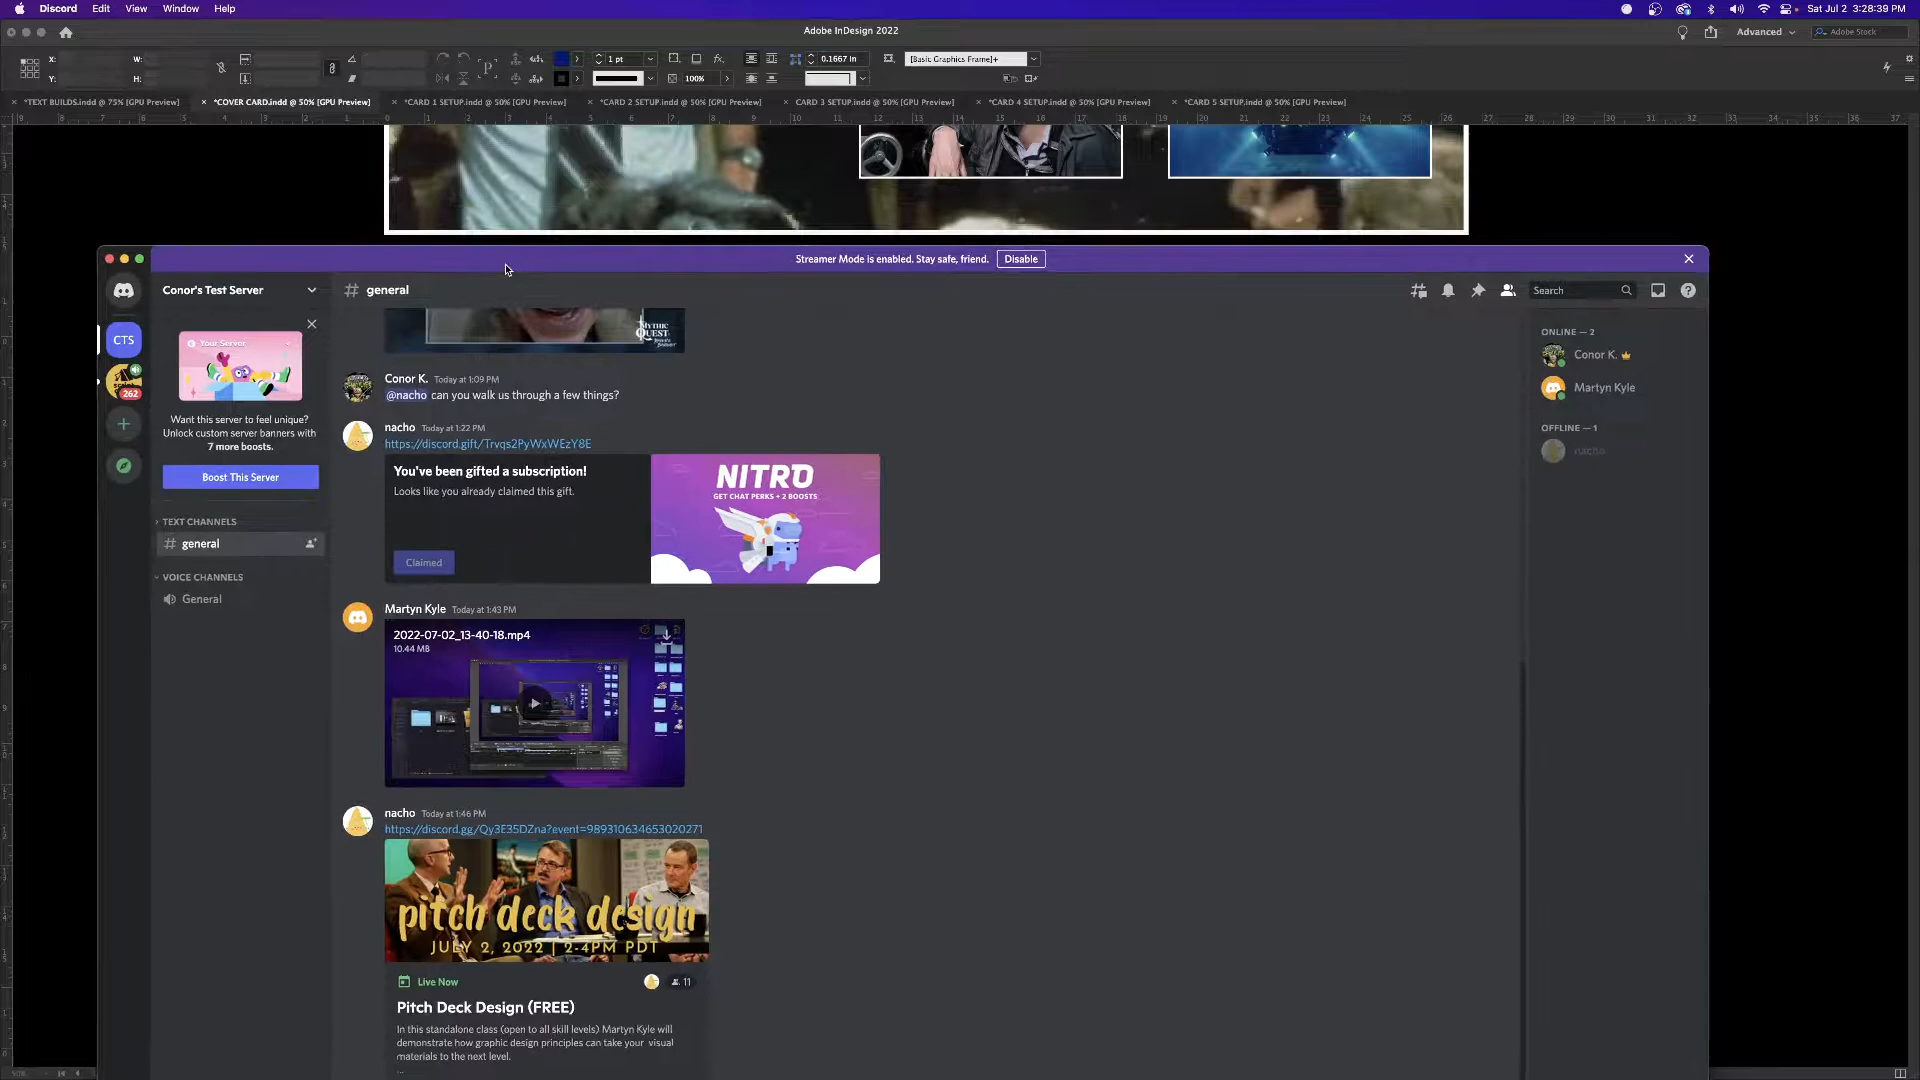 Discord Edit View Window Help
Sat Jul 2 3:28:39 PM
Adobe InDesign 2022
Advanced
Adobe Stock
X: W:
Y: H:
1 pt
0.1667 in
[Basic Graphics Frame]+
100%
*TEXT BUILDS.indd @ 75% [GPU Preview]
*COVER CARD.indd @ 50% [GPU Preview]
*CARD 1 SETUP.indd @ 50% [GPU Preview]
*CARD 2 SETUP.indd @ 50% [GPU Preview]
CARD 3 SETUP.indd @ 50% [GPU Preview]
*CARD 4 SETUP.indd @ 50% [GPU Preview]
*CARD 5 SETUP.indd @ 50% [GPU Preview]
Streamer Mode is enabled. Stay safe, friend. Disable
Conor's Test Server
# general
Search
CTS
262
Your Server
Want this server to feel unique?
Unlock custom server banners with
7 more boosts.
Boost This Server
TEXT CHANNELS
# general
VOICE CHANNELS
General
MYTHIC
QUEST
Conor K. Today at 1:09 PM
@nacho can you walk us through a few things?
nacho Today at 1:22 PM
https://discord.gift/Trvqs2PyWxWEzY8E
You've been gifted a subscription!
Looks like you already claimed this gift.
Claimed
NITRO
GET CHAT PERKS + 2 BOOSTS
Martyn Kyle Today at 1:43 PM
2022-07-02_13-40-18.mp4
10.44 MB
nacho Today at 1:46 PM
https://discord.gg/Qy3E35DZna?event=989310634653020271
pitch deck design
JULY 2, 2022 | 2-4PM PDT
Live Now
11
Pitch Deck Design (FREE)
In this standalone class (open to all skill levels) Martyn Kyle will
demonstrate how graphic design principles can take your visual
materials to the next level.
...
ONLINE — 2
Conor K.
Martyn Kyle
OFFLINE — 1
nacho